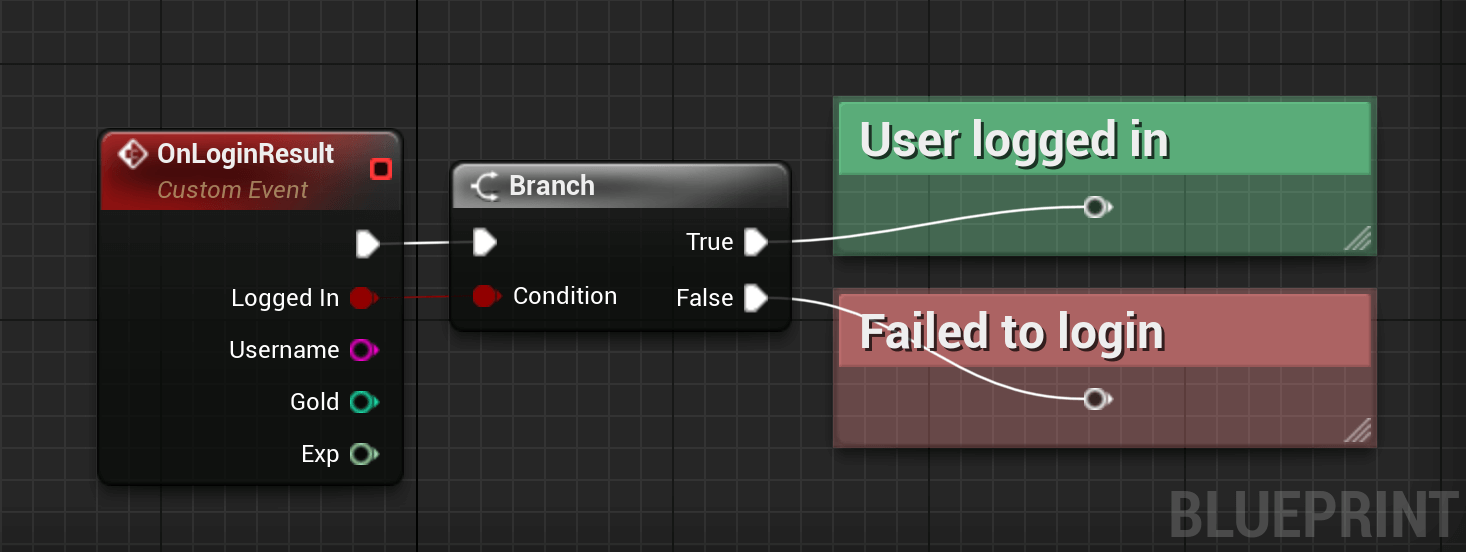 OnLoginResult
Custom Event
Logged In
Username
Gold
Exp
Branch
Condition
True
False
User logged in
Failed to login
BLUEPRINT